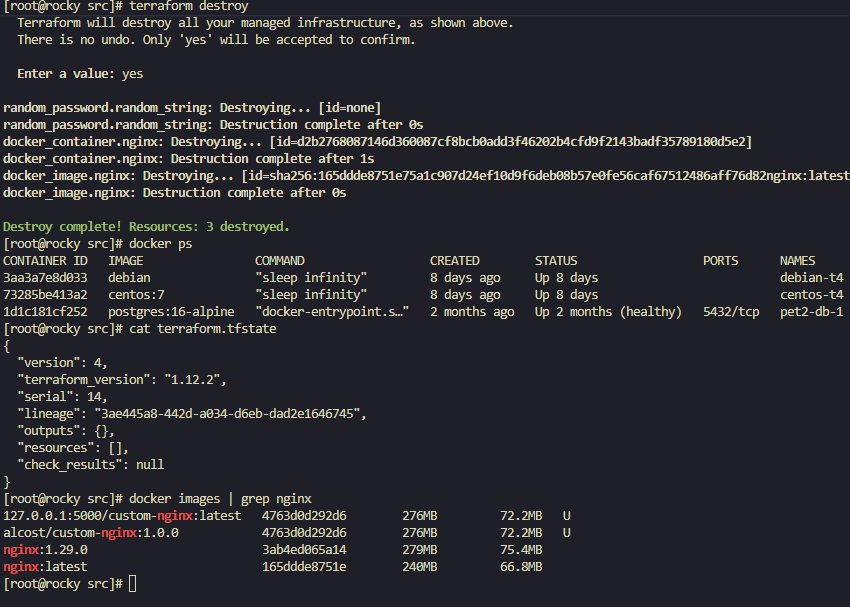 [root@rocky src]# terraform destroy
  Terraform will destroy all your managed infrastructure, as shown above.
  There is no undo. Only 'yes' will be accepted to confirm.

  Enter a value: yes

random_password.random_string: Destroying... [id=none]
random_password.random_string: Destruction complete after 0s
docker_container.nginx: Destroying... [id=d2b2768087146d360087cf8bcb0add3f46202b4cfd9f2143badf35789180d5e2]
docker_container.nginx: Destruction complete after 1s
docker_image.nginx: Destroying... [id=sha256:165ddde8751e75a1c907d24ef10d9f6deb08b57e0fe56caf67512486aff76d82nginx:latest
docker_image.nginx: Destruction complete after 0s

Destroy complete! Resources: 3 destroyed.
[root@rocky src]# docker ps
CONTAINER ID   IMAGE                COMMAND                  CREATED        STATUS                  PORTS      NAMES
3aa3a7e8d033   debian               "sleep infinity"         8 days ago     Up 8 days                          debian-t4
73285be413a2   centos:7             "sleep infinity"         8 days ago     Up 8 days                          centos-t4
1d1c181cf252   postgres:16-alpine   "docker-entrypoint.s…"   2 months ago   Up 2 months (healthy)   5432/tcp   pet2-db-1
[root@rocky src]# cat terraform.tfstate
{
  "version": 4,
  "terraform_version": "1.12.2",
  "serial": 14,
  "lineage": "3ae445a8-442d-a034-d6eb-dad2e1646745",
  "outputs": {},
  "resources": [],
  "check_results": null
}
[root@rocky src]# docker images | grep nginx
127.0.0.1:5000/custom-nginx:latest   4763d0d292d6        276MB         72.2MB   U
alcost/custom-nginx:1.0.0            4763d0d292d6        276MB         72.2MB   U
nginx:1.29.0                         3ab4ed065a14        279MB         75.4MB
nginx:latest                         165ddde8751e        240MB         66.8MB
[root@rocky src]#